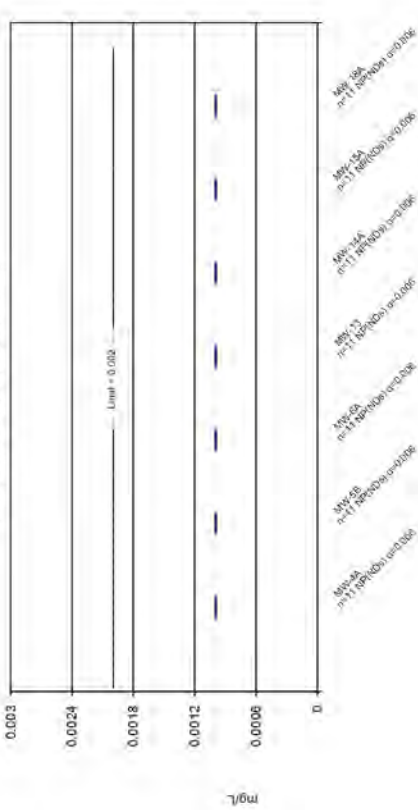 mg/L
0.003
0.0024
0.0018
0.0012
0.0006
0
Limit = 0.002
MW-4A
n=11 NP(NDs) α=0.006
MW-5B
n=11 NP(NDs) α=0.006
MW-6A
n=11 NP(NDs) α=0.006
MW-13
n=11 NP(NDs) α=0.006
MW-14A
n=11 NP(NDs) α=0.006
MW-15A
n=11 NP(NDs) α=0.006
MW-18A
n=11 NP(NDs) α=0.006